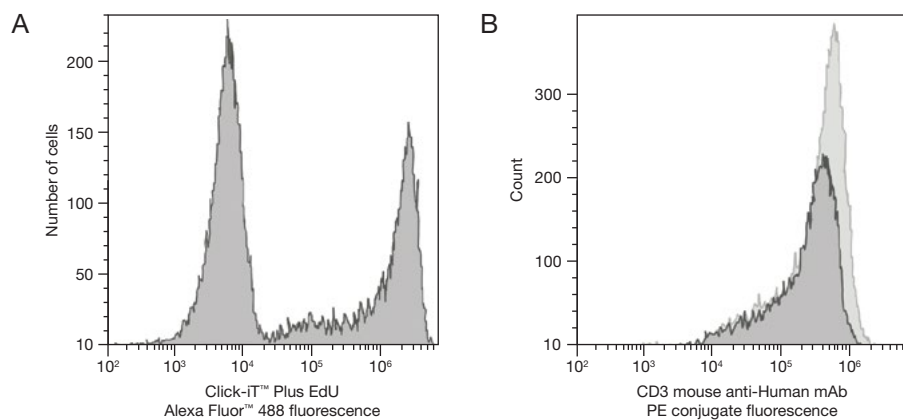 A
Number of cells
200
150
100
50
10
10² 10³ 10⁴ 10⁵ 10⁶
Click-iT™ Plus EdU
Alexa Fluor™ 488 fluorescence
B
Count
300
200
100
10
10² 10³ 10⁴ 10⁵ 10⁶
CD3 mouse anti-Human mAb
PE conjugate fluorescence